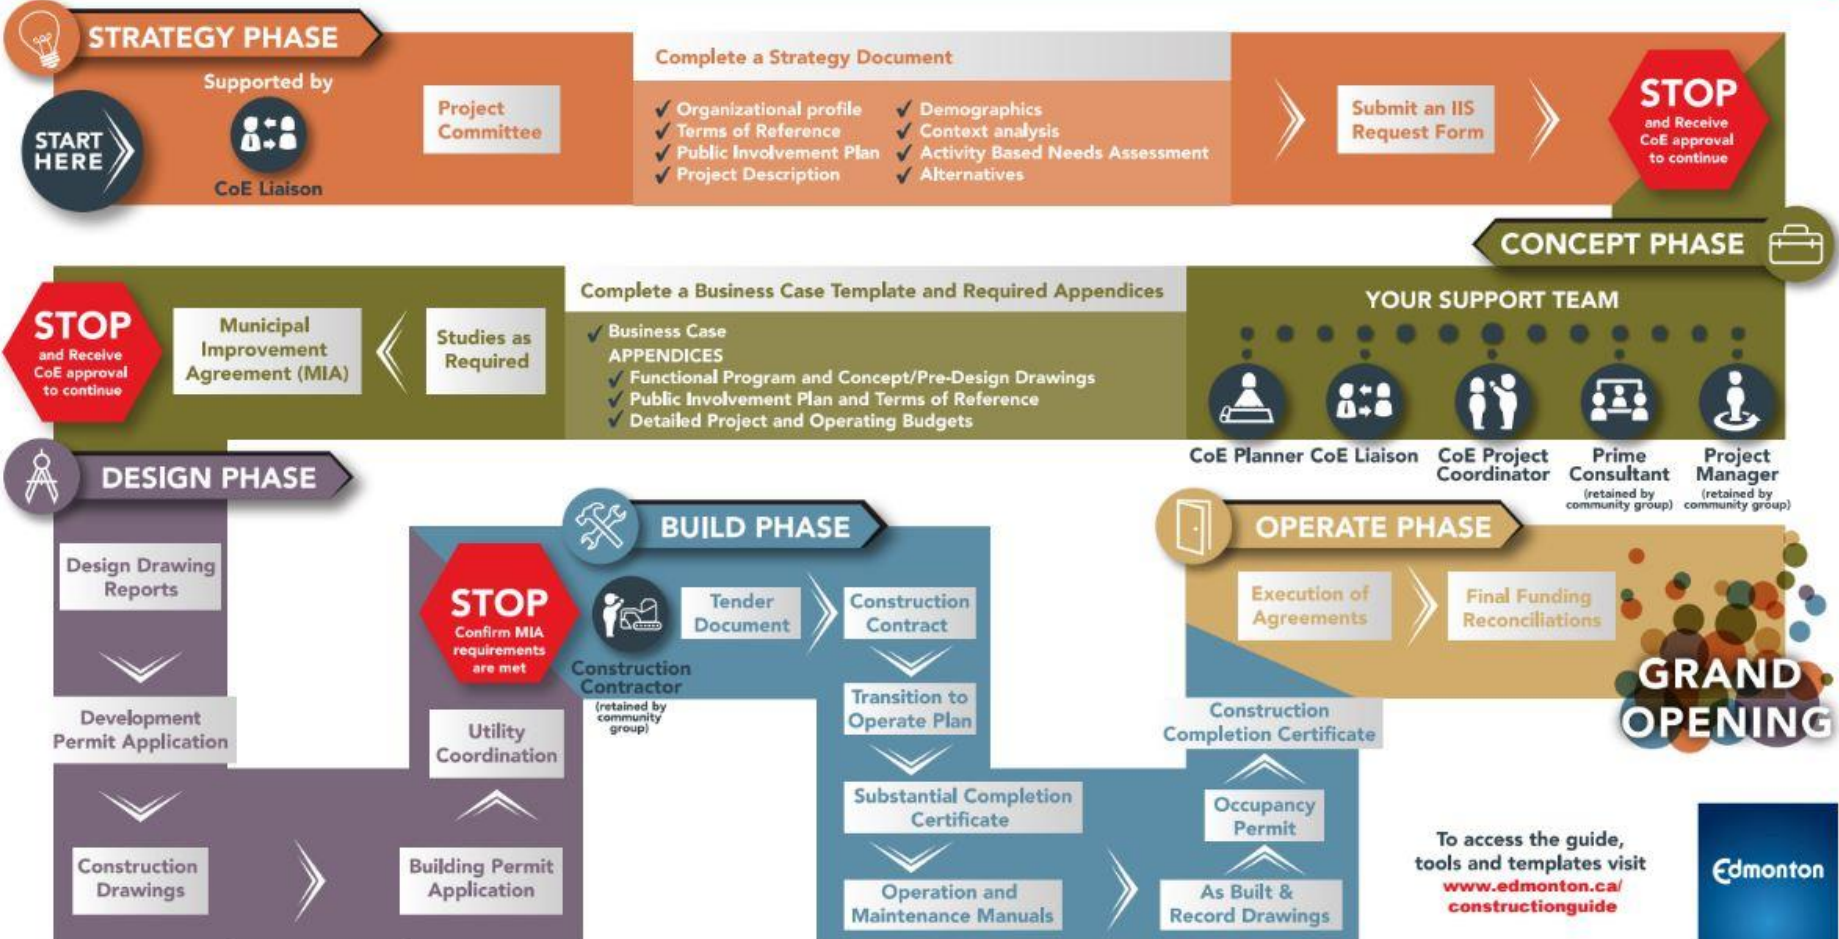 STRATEGY PHASE
START
HERE
Supported by
CoE Liaison
Project
Committee
Complete a Strategy Document
✓ Organizational profile
✓ Terms of Reference
✓ Public Involvement Plan
✓ Project Description
✓ Demographics
✓ Context analysis
✓ Activity Based Needs Assessment
✓ Alternatives
Submit an IIS
Request Form
STOP
and Receive
CoE approval
to continue
CONCEPT PHASE
YOUR SUPPORT TEAM
CoE Planner
CoE Liaison
CoE Project
Coordinator
Prime
Consultant
(retained by
community group)
Project
Manager
(retained by
community group)
Complete a Business Case Template and Required Appendices
✓ Business Case
APPENDICES
✓ Functional Program and Concept/Pre-Design Drawings
✓ Public Involvement Plan and Terms of Reference
✓ Detailed Project and Operating Budgets
Studies as
Required
Municipal
Improvement
Agreement (MIA)
STOP
and Receive
CoE approval
to continue
DESIGN PHASE
Design Drawing
Reports
Development
Permit Application
Construction
Drawings
Building Permit
Application
Utility
Coordination
STOP
Confirm MIA
requirements
are met
BUILD PHASE
Construction
Contractor
(retained by
community
group)
Tender
Document
Construction
Contract
Transition to
Operate Plan
Substantial Completion
Certificate
Operation and
Maintenance Manuals
As Built &
Record Drawings
Occupancy
Permit
Construction
Completion Certificate
OPERATE PHASE
Execution of
Agreements
Final Funding
Reconciliations
GRAND
OPENING
To access the guide,
tools and templates visit
www.edmonton.ca/
constructionguide
Edmonton